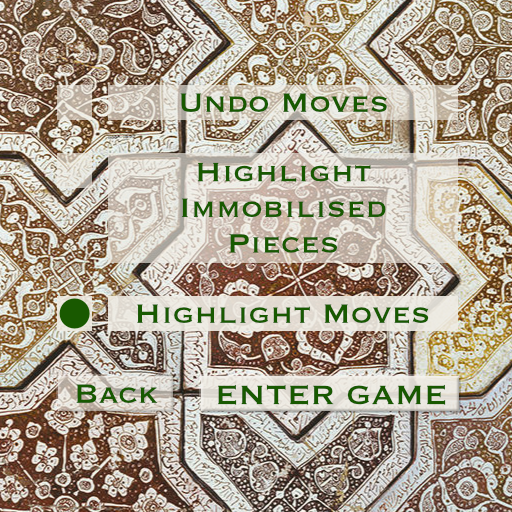 Undo Moves
Highlight
Immobilised
Pieces
Highlight Moves
Back ENTER GAME